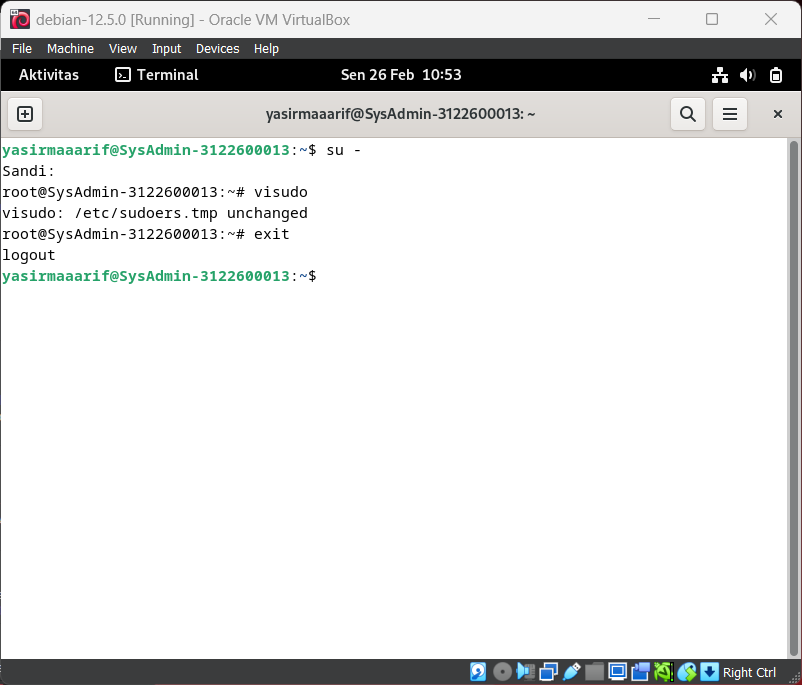 debian-12.5.0 [Running] - Oracle VM VirtualBox
File Machine View Input Devices Help
Aktivitas Terminal Sen 26 Feb 10:53
yasirmaaarif@SysAdmin-3122600013: ~
yasirmaaarif@SysAdmin-3122600013:~$ su -
Sandi:
root@SysAdmin-3122600013:~# visudo
visudo: /etc/sudoers.tmp unchanged
root@SysAdmin-3122600013:~# exit
logout
yasirmaaarif@SysAdmin-3122600013:~$
Right Ctrl